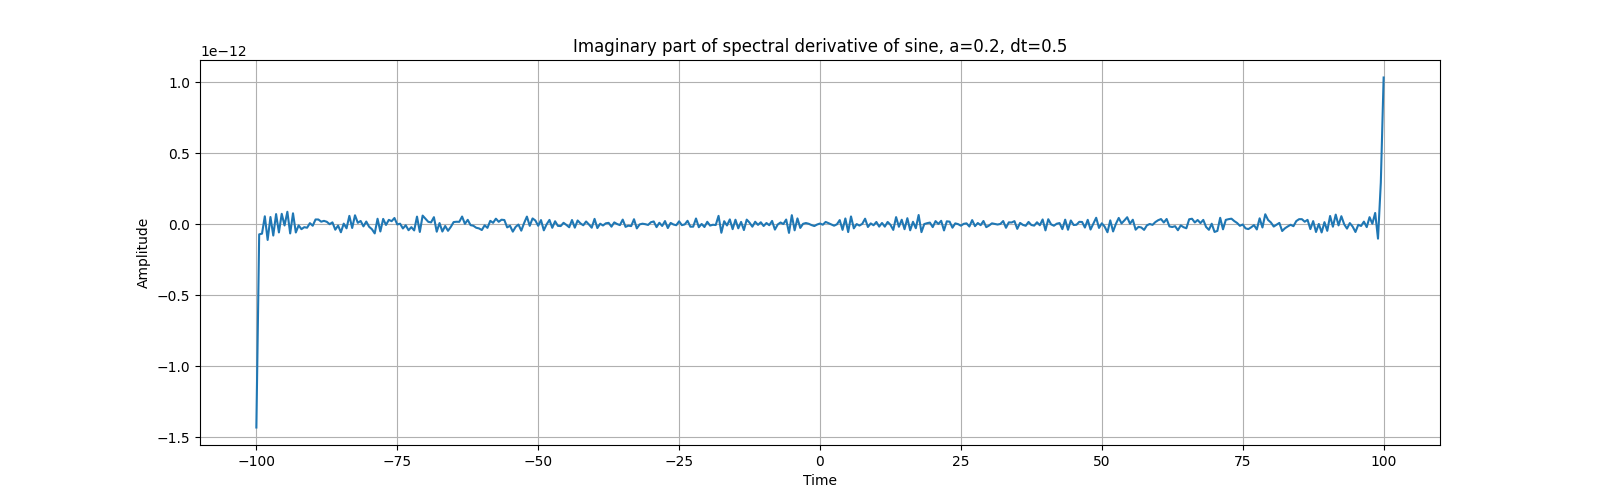 Imaginary part of spectral derivative of sine, a=0.2, dt=0.5
1e−12
1.0
0.5
0.0
−0.5
−1.0
−1.5
Amplitude
−100 −75 −50 −25 0 25 50 75 100
Time